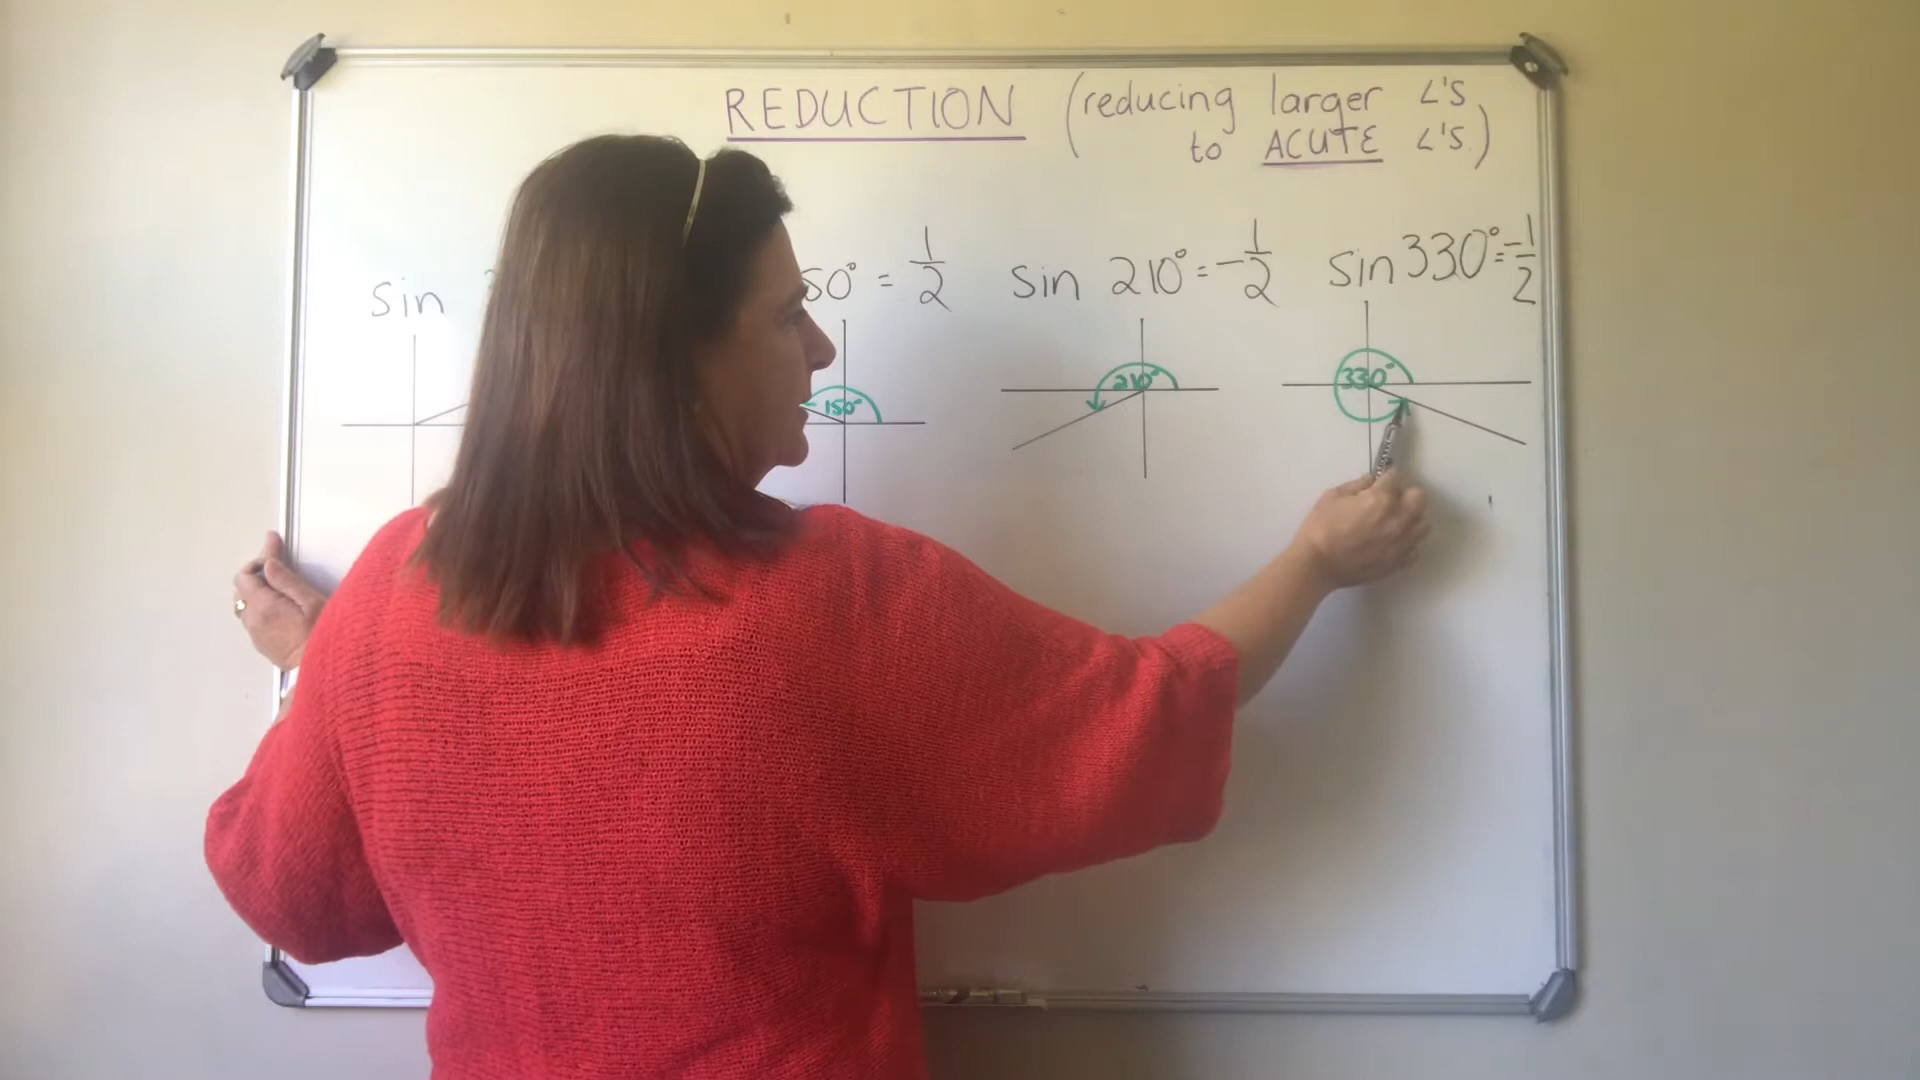 REDUCTION (reducing larger ∠'S
to ACUTE ∠'S.)
sin
50° = 1/2
sin 210° = -1/2
sin 330° = -1/2
150°
210°
330°